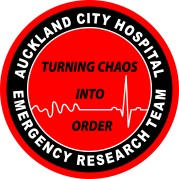 AUCKLAND CITY HOSPITAL
TURNING CHAOS
INTO
ORDER
EMERGENCY RESEARCH TEAM